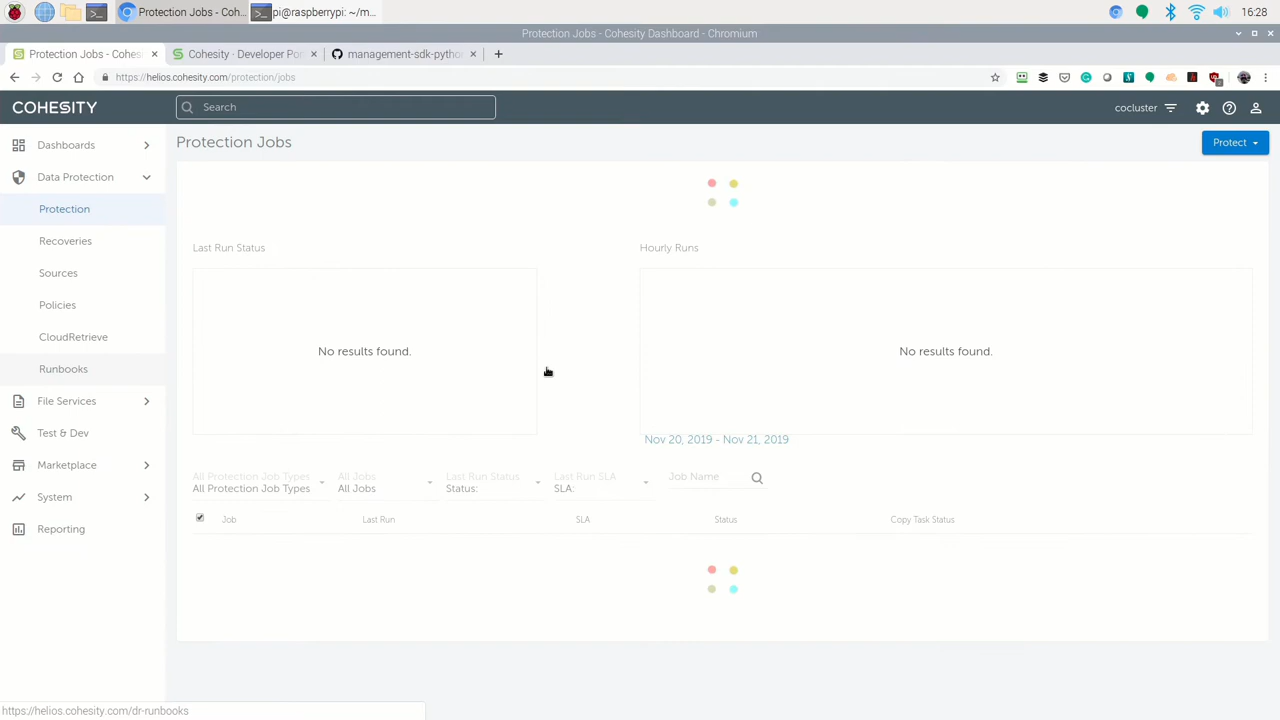 Protection Jobs - Coh...
pi@raspberrypi: ~/m...
16:28
Protection Jobs - Cohesity Dashboard - Chromium
Protection Jobs - Cohes
Cohesity - Developer Po
management-sdk-pytho
https://helios.cohesity.com/protection/jobs
COHESITY
Search
cocluster
Dashboards
Data Protection
Protection
Recoveries
Sources
Policies
CloudRetrieve
Runbooks
File Services
Test & Dev
Marketplace
System
Reporting
Protection Jobs
Protect
Last Run Status
Hourly Runs
No results found.
No results found.
Nov 20, 2019 - Nov 21, 2019
All Protection Job Types
All Protection Job Types
All Jobs
All Jobs
Last Run Status
Status:
Last Run SLA
SLA:
Job Name
Job
Last Run
SLA
Status
Copy Task Status
https://helios.cohesity.com/dr-runbooks